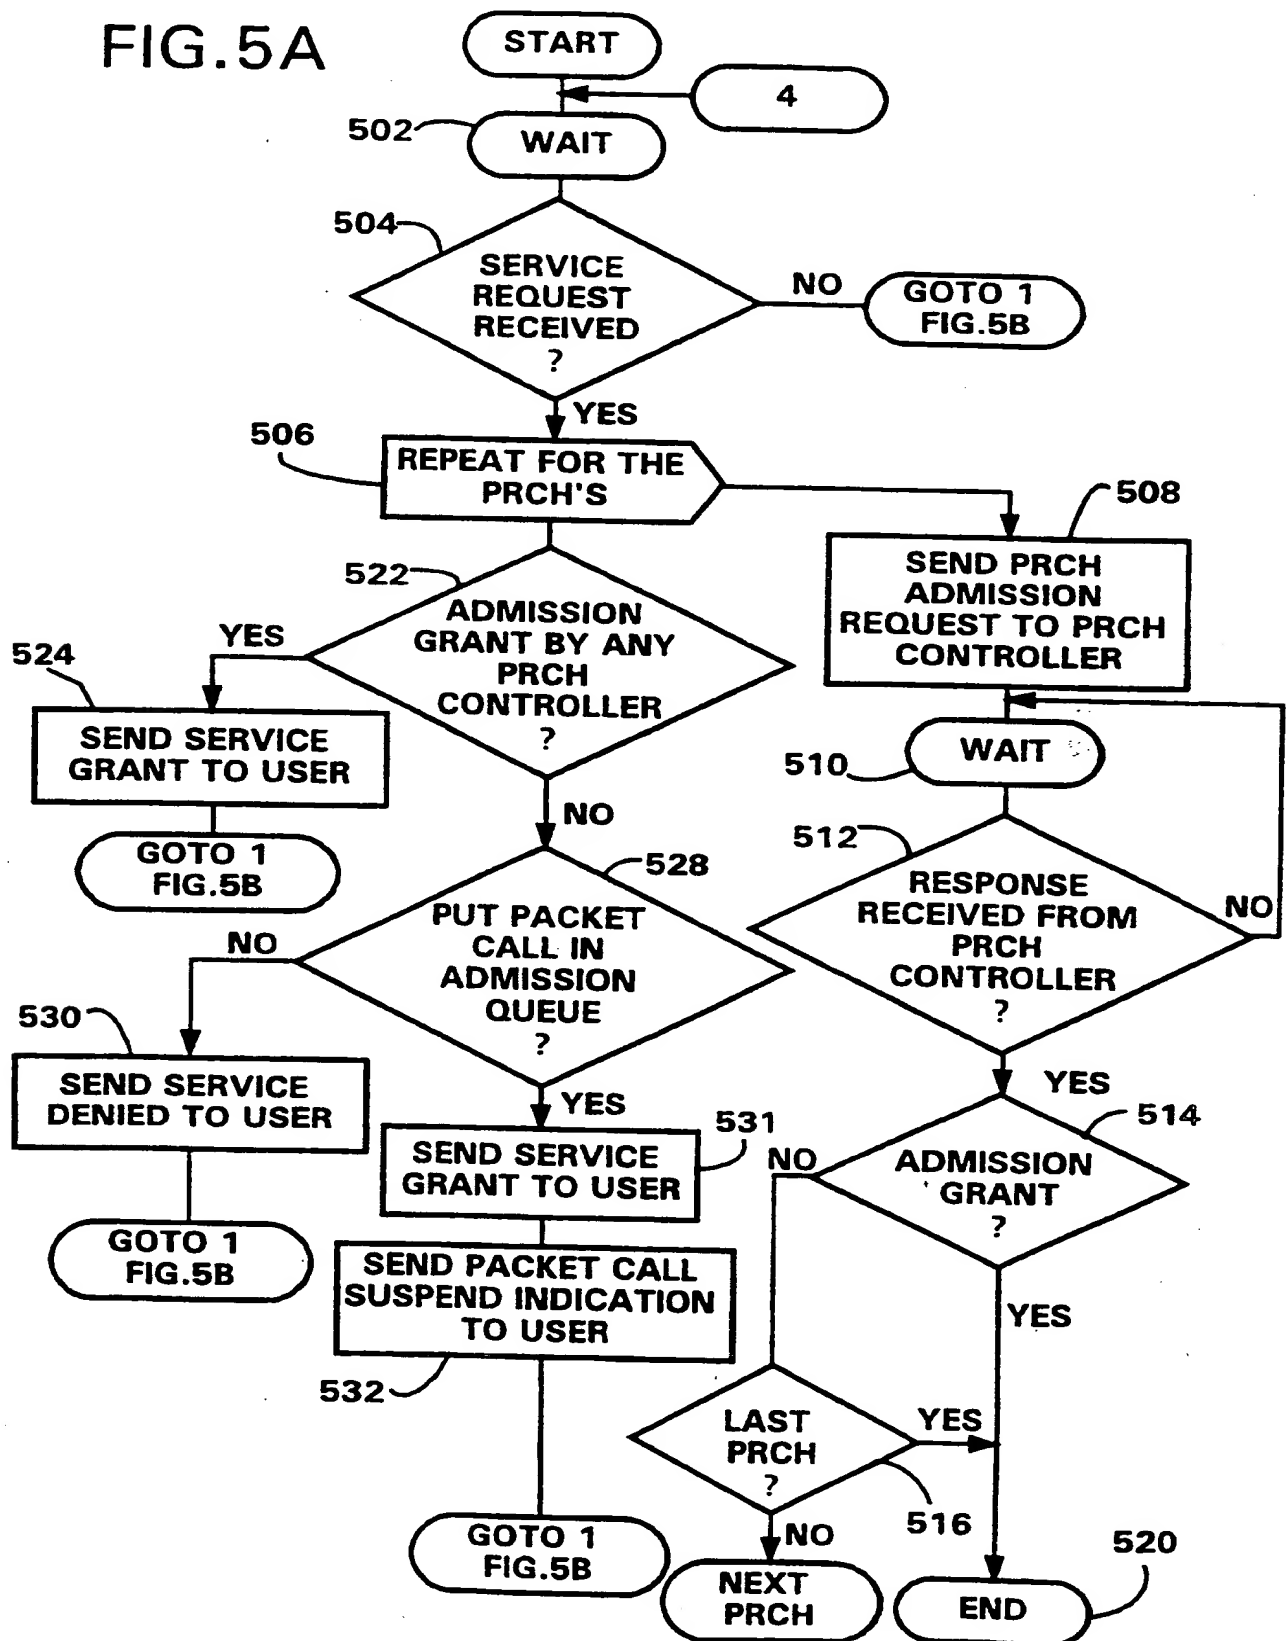 FIG.5A
START
4
502
WAIT
504
SERVICE
REQUEST
RECEIVED
?
NO
GOTO 1
FIG.5B
YES
506
REPEAT FOR THE
PRCH'S
508
SEND PRCH
ADMISSION
REQUEST TO PRCH
CONTROLLER
522
ADMISSION
GRANT BY ANY
PRCH
CONTROLLER
?
YES
524
SEND SERVICE
GRANT TO USER
GOTO 1
FIG.5B
NO
WAIT
510
512
RESPONSE
RECEIVED FROM
PRCH
CONTROLLER
?
NO
YES
528
PUT PACKET
CALL IN
ADMISSION
QUEUE
?
NO
530
SEND SERVICE
DENIED TO USER
GOTO 1
FIG.5B
YES
531
SEND SERVICE
GRANT TO USER
SEND PACKET CALL
SUSPEND INDICATION
TO USER
532
GOTO 1
FIG.5B
514
ADMISSION
GRANT
?
NO
YES
LAST
PRCH
?
YES
516
NO
NEXT
PRCH
520
END